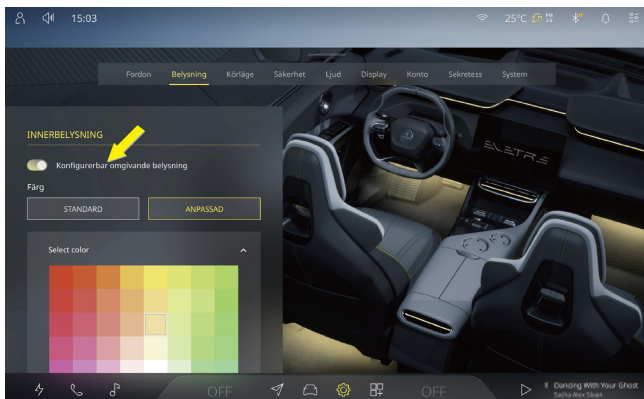 15:03
25°C
Fordon Belysning Körläge Säkerhet Ljud Display Konto Sekretess System
INNERBELYSNING
Konfigurerbar omgivande belysning
Färg
STANDARD ANPASSAD
Select color
ELETRE
OFF OFF
Dancing With Your Ghost
Sasha Alex Sloan